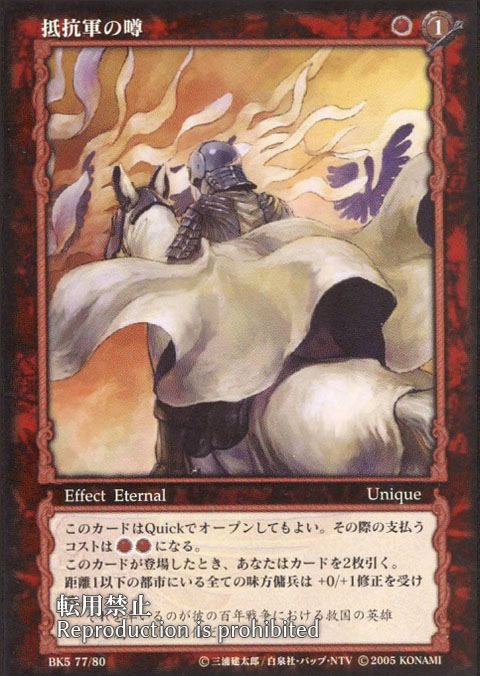 抵抗軍の噂
1
Effect Eternal
Unique
このカードはQuickでオープンしてもよい。その際の支払う
コストは になる。
このカードが登場したとき、あなたはカードを2枚引く。
距離1以下の都市にいる全ての味方傭兵は +0/+1修正を受け
転用禁止
いるのが彼の百年戦争における救国の英雄
Reproduction is prohibited
BK5 77/80
©三浦建太郎/白泉社・バップ・NTV ©2005 KONAMI